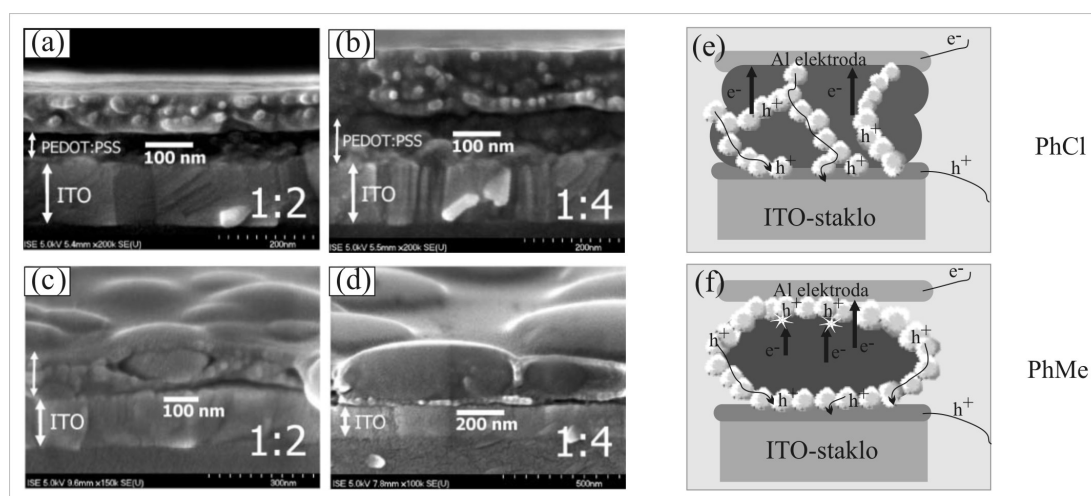 (a)
PEDOT:PSS
100 nm
ITO
1:2
ISE 5.0kV 5.4mm x200k SE(U)
200nm
(b)
PEDOT:PSS
100 nm
ITO
1:4
ISE 5.0kV 5.5mm x200k SE(U)
200nm
(e)
e-
Al elektroda
e-
e-
h+
h+
h+
h+
h+
ITO-staklo
PhCl
(c)
ITO
100 nm
1:2
ISE 5.0kV 9.6mm x150k SE(U)
300nm
(d)
ITO
200 nm
1:4
ISE 5.0kV 7.8mm x100k SE(U)
500nm
(f)
e-
Al elektroda
h+
h+
h+
h+
e-
e-
e-
h+
h+
h+
ITO-staklo
PhMe